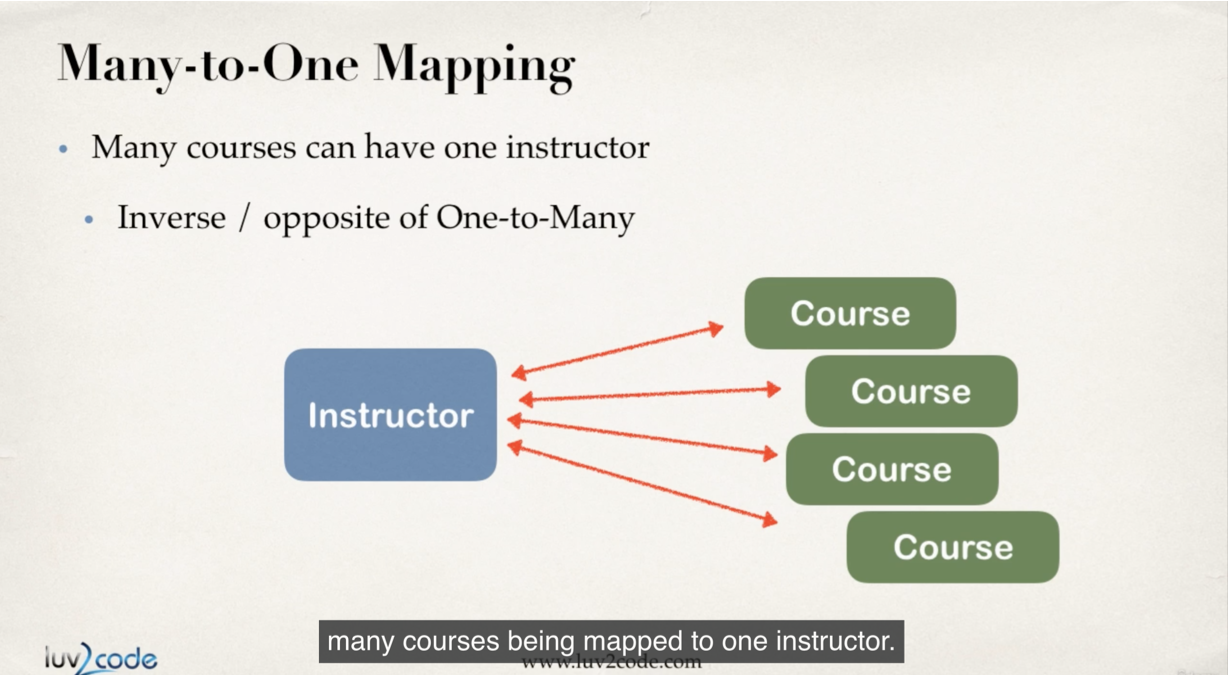 Many-to-One Mapping
• Many courses can have one instructor
• Inverse / opposite of One-to-Many
Course
Course
Instructor
Course
Course
many courses being mapped to one instructor.
luv2code
www.luv2code.com